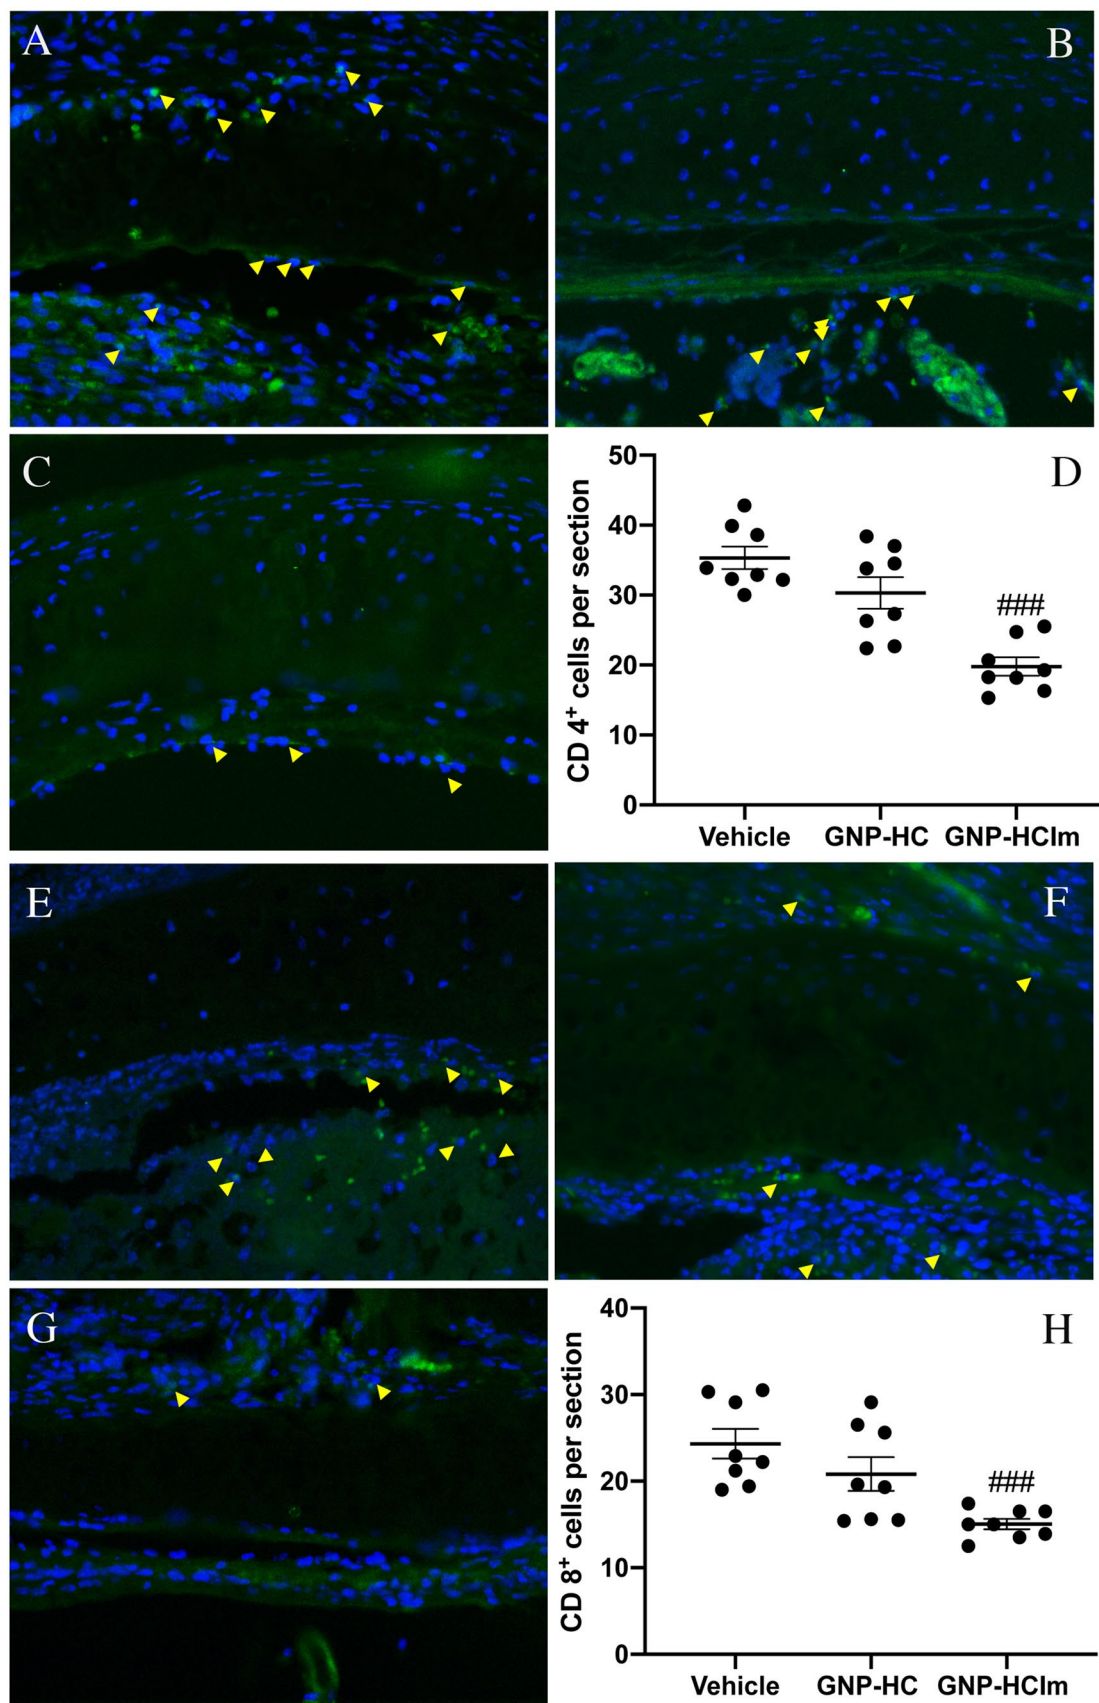 A
B
C
D
50
40
30
20
10
0
CD 4⁺ cells per section
###
Vehicle GNP-HC GNP-HCIm
E
F
G
H
40
30
20
10
0
CD 8⁺ cells per section
###
Vehicle GNP-HC GNP-HCIm